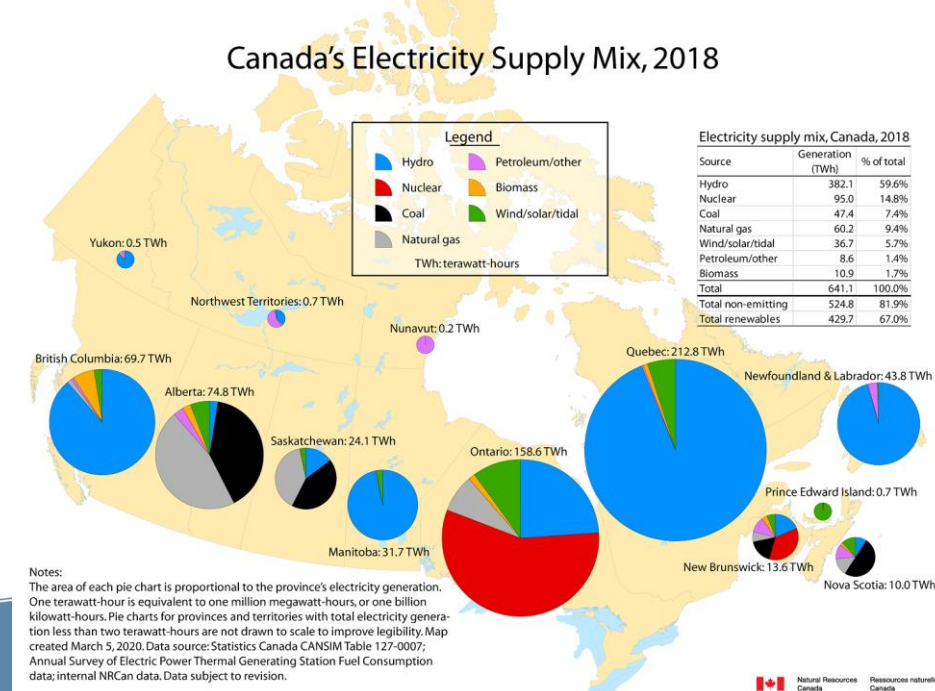 Canada's Electricity Supply Mix, 2018
Legend
Hydro
Nuclear
Coal
Natural gas
Petroleum/other
Biomass
Wind/solar/tidal
TWh: terawatt-hours
Electricity supply mix, Canada, 2018
Source Generation (TWh) % of total
Hydro 382.1 59.6%
Nuclear 95.0 14.8%
Coal 47.4 7.4%
Natural gas 60.2 9.4%
Wind/solar/tidal 36.7 5.7%
Petroleum/other 8.6 1.4%
Biomass 10.9 1.7%
Total 641.1 100.0%
Total non-emitting 524.8 81.9%
Total renewables 429.7 67.0%
Yukon: 0.5 TWh
Northwest Territories: 0.7 TWh
Nunavut: 0.2 TWh
British Columbia: 69.7 TWh
Alberta: 74.8 TWh
Saskatchewan: 24.1 TWh
Manitoba: 31.7 TWh
Ontario: 158.6 TWh
Quebec: 212.8 TWh
Newfoundland & Labrador: 43.8 TWh
Prince Edward Island: 0.7 TWh
New Brunswick: 13.6 TWh
Nova Scotia: 10.0 TWh
Notes:
The area of each pie chart is proportional to the province's electricity generation.
One terawatt-hour is equivalent to one million megawatt-hours, or one billion
kilowatt-hours. Pie charts for provinces and territories with total electricity genera-
tion less than two terawatt-hours are not drawn to scale to improve legibility. Map
created March 5, 2020. Data source: Statistics Canada CANSIM Table 127-0007;
Annual Survey of Electric Power Thermal Generating Station Fuel Consumption
data; internal NRCan data. Data subject to revision.
Natural Resources Ressources naturelle
Canada Canada